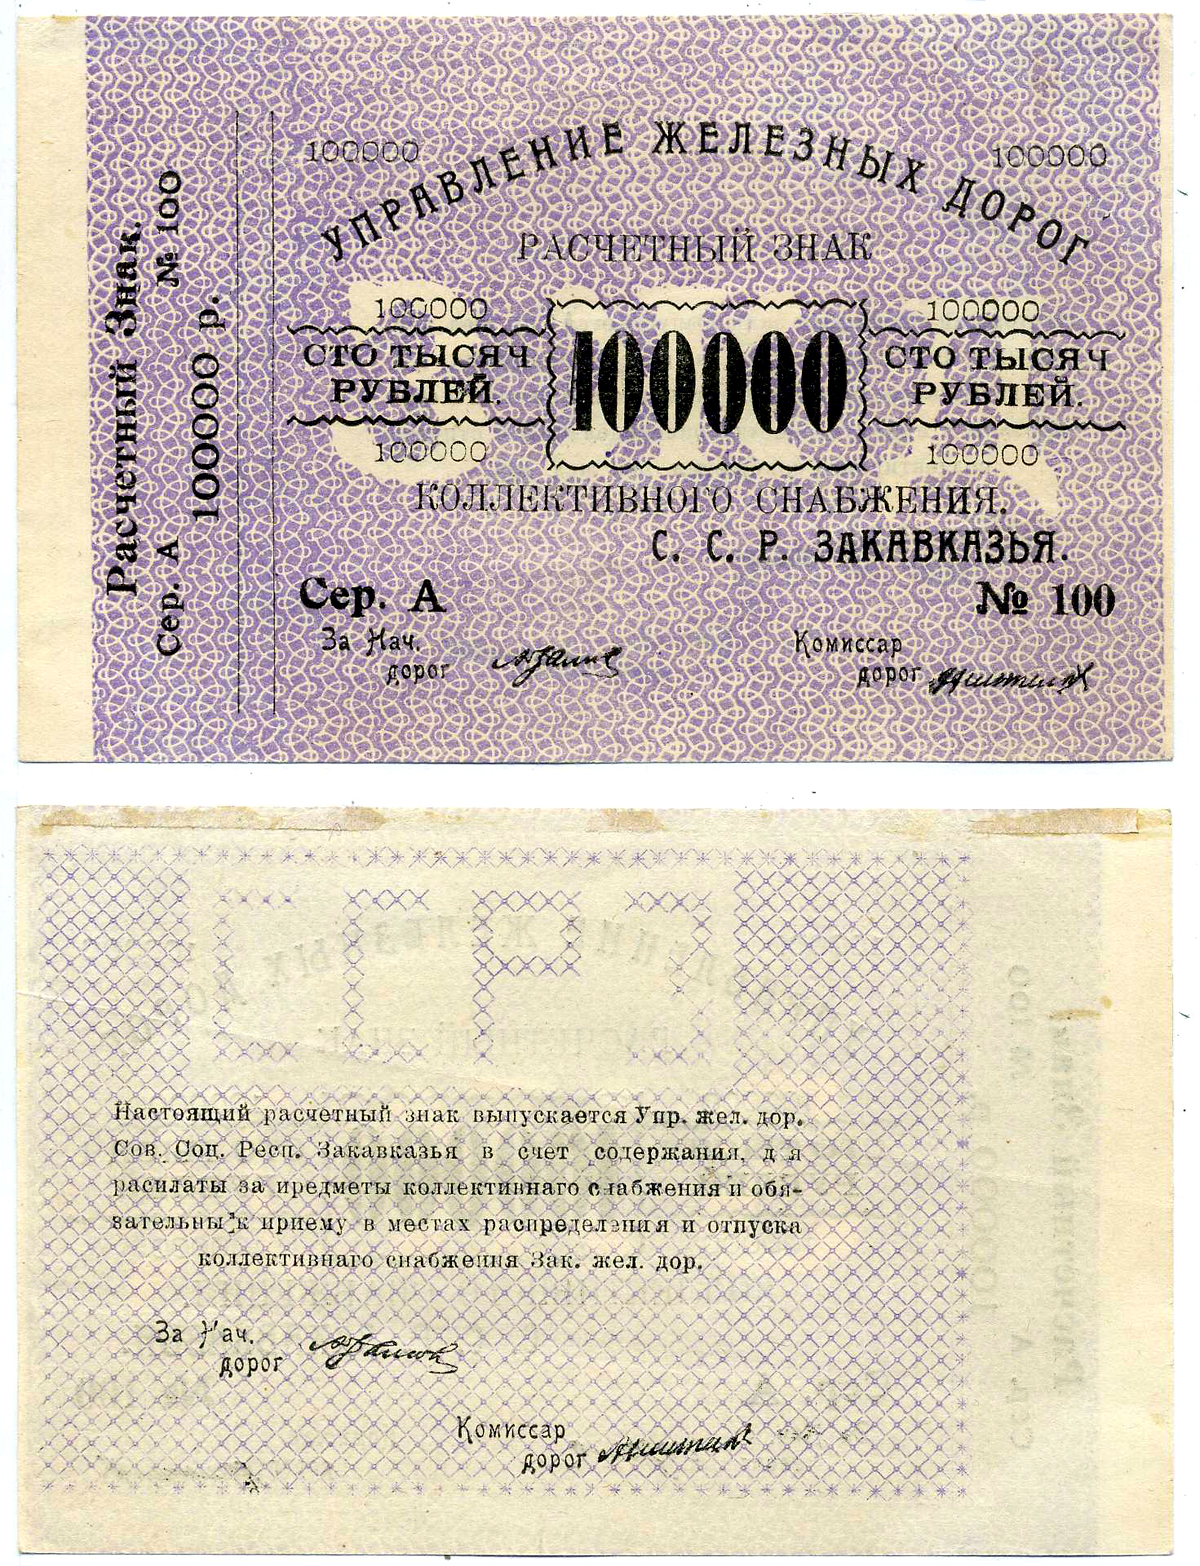 Расчетный Знак.
Сер. А № 100
100000 р.
100000 100000
УПРАВЛЕНИЕ ЖЕЛЕЗНЫХ ДОРОГ
РАСЧЕТНЫЙ ЗНАК
100000 100000
СТО ТЫСЯЧ 100000 СТО ТЫСЯЧ
РУБЛЕЙ. РУБЛЕЙ.
100000 100000
КОЛЛЕКТИВНОГО СНАБЖЕНИЯ.
С. С. Р. ЗАКАВКАЗЬЯ.
Сер. А № 100
За Нач. Комиссар
дорог дорог
Настоящий расчетный знак выпускается Упр. жел. дор.
Сов. Соц. Респ. Закавказья в счет содержания, д я
расплаты за предметы коллективнаго снабжения и обя-
зательны к приему в местах распределения и отпуска
коллективнаго снабжения Зак. жел. дор.
За Нач.
дорог
Комиссар
дорог